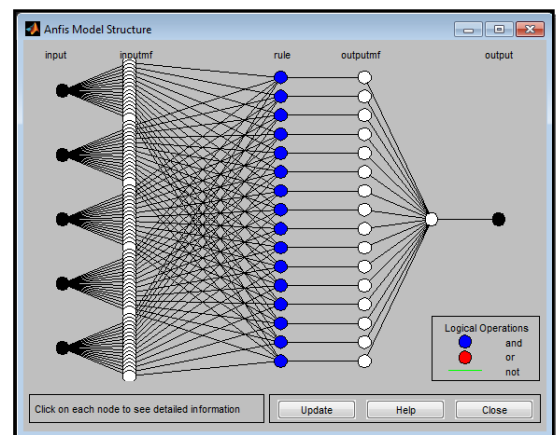 Anfis Model Structure
input inputmf rule outputmf output
Logical Operations
and
or
not
Click on each node to see detailed information
Update Help Close